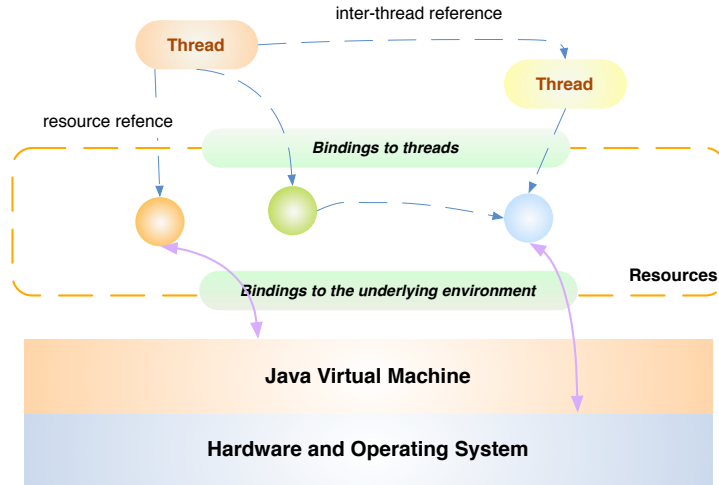 inter-thread reference
Thread
Thread
resource refence
Bindings to threads
Resources
Bindings to the underlying environment
Java Virtual Machine
Hardware and Operating System